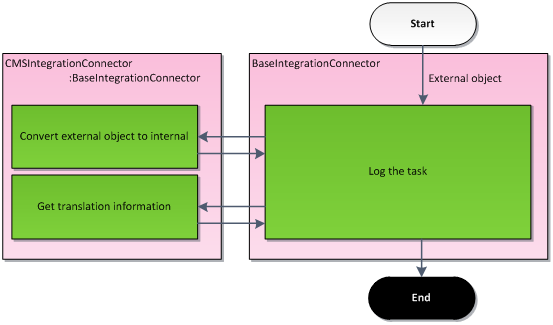 Start
CMSIntegrationConnector
:BaseIntegrationConnector
BaseIntegrationConnector
External object
Convert external object to internal
Log the task
Get translation information
End